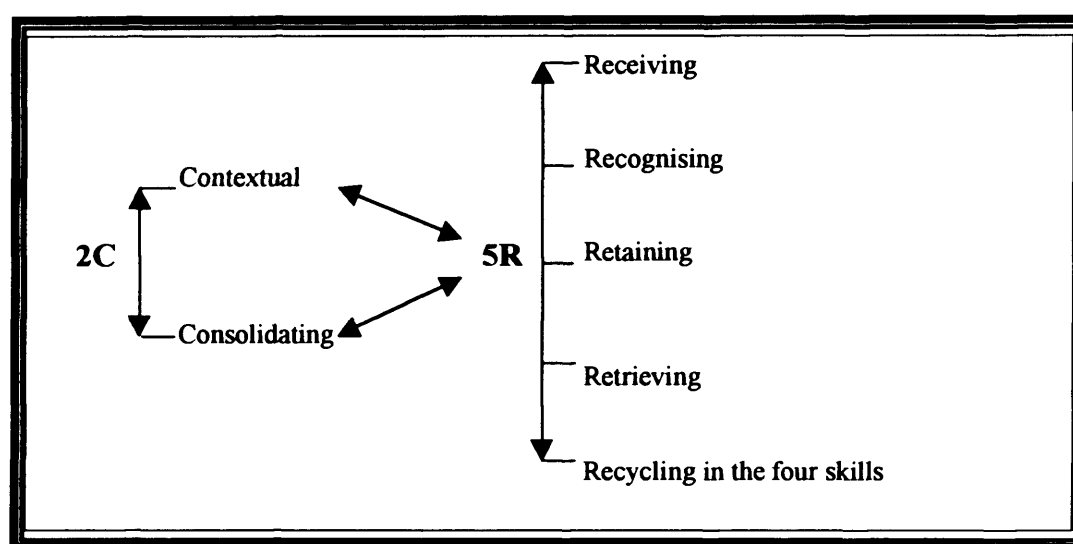 Receiving
Recognising
Contextual
2C
5R
Retaining
Consolidating
Retrieving
Recycling in the four skills